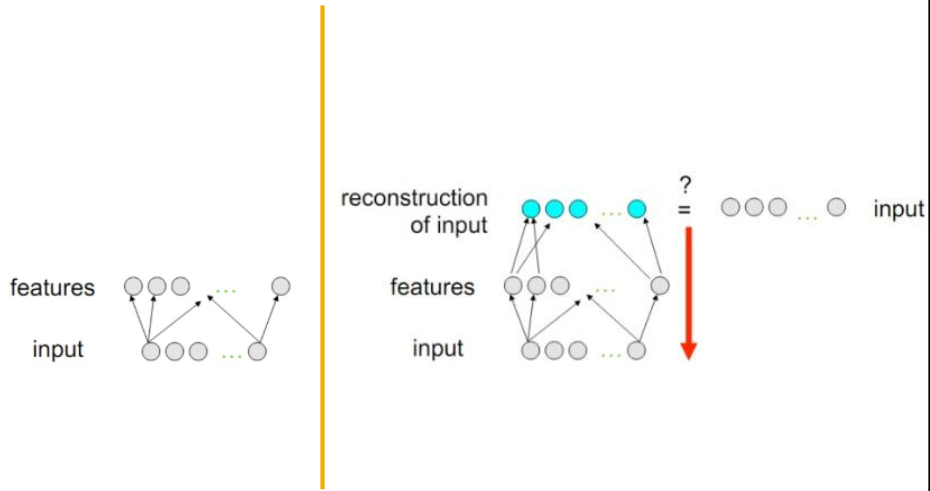 features
...
input
...
reconstruction
of input
...
?
=
...
input
features
...
input
...